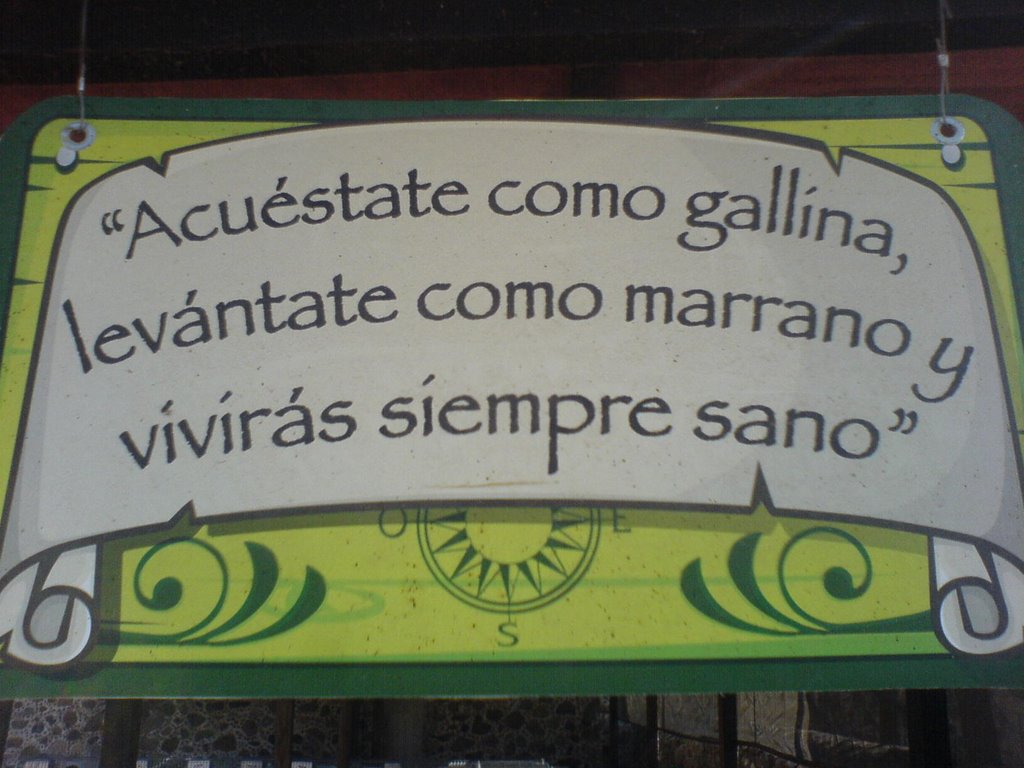 “Acuéstate como gallina,
levántate como marrano y
vivirás siempre sano”
O E
S